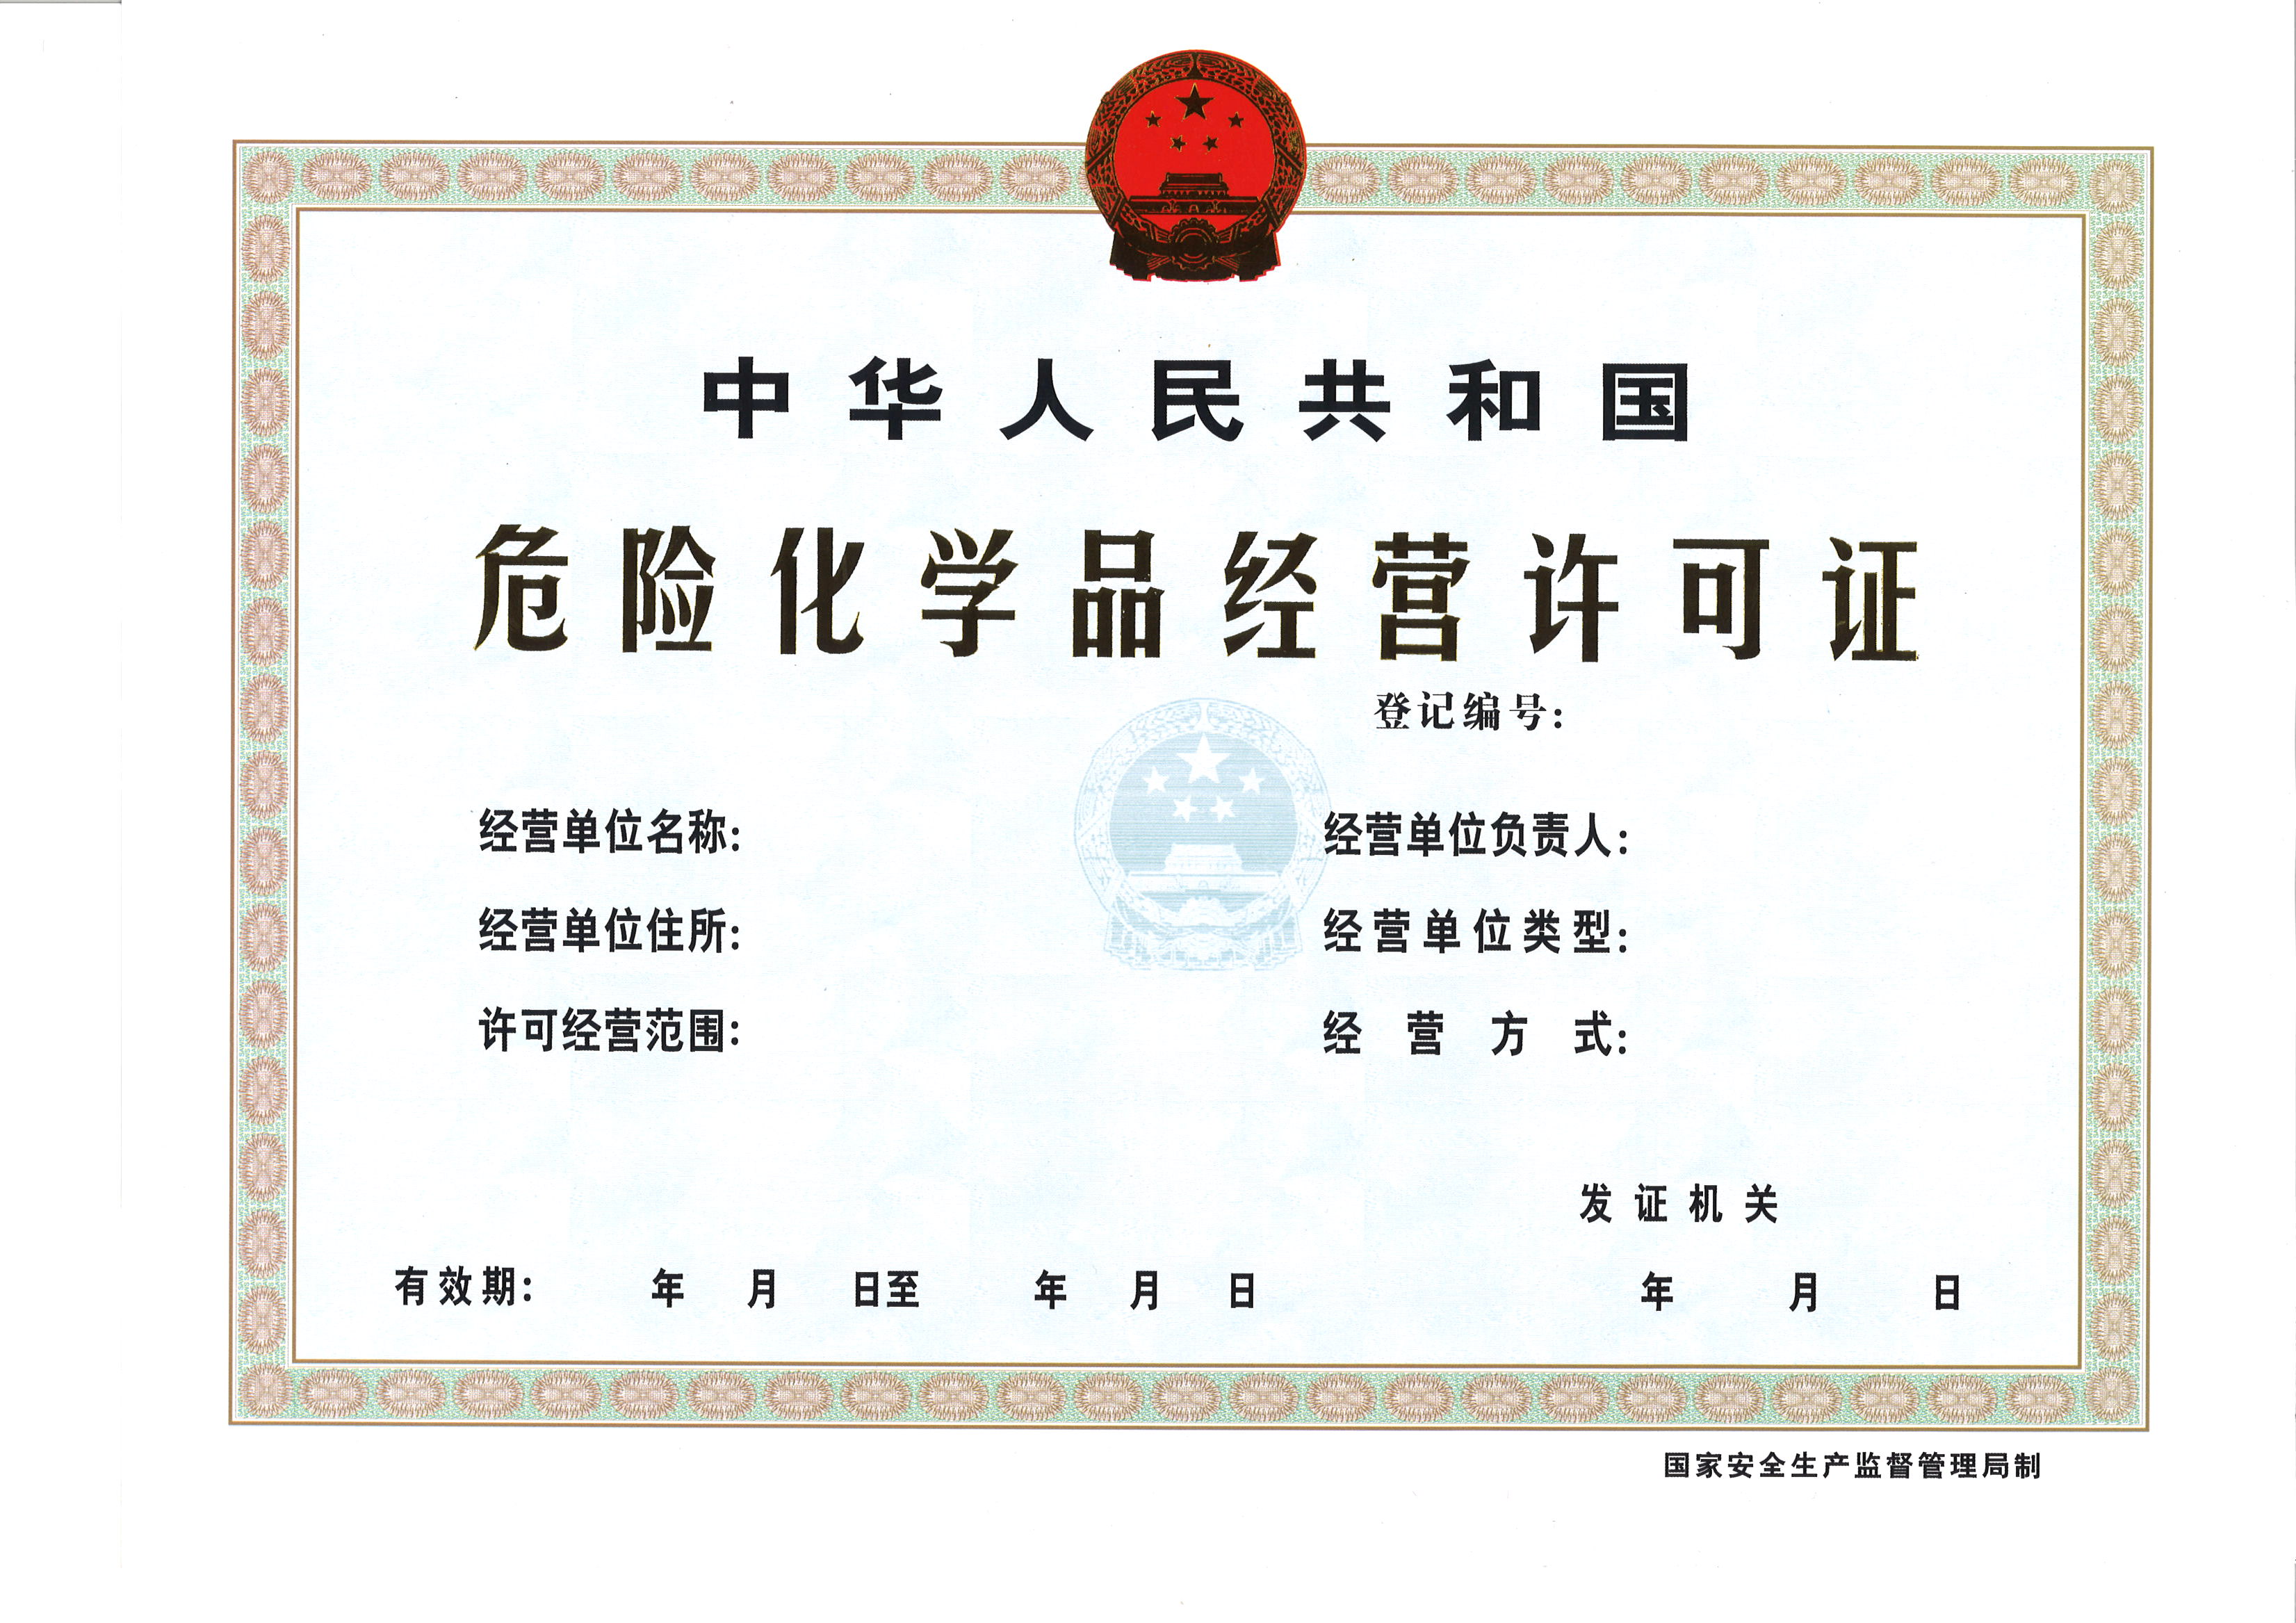 中华人民共和国
危险化学品经营许可证
登记编号:
经营单位名称: 经营单位负责人:
经营单位住所: 经营单位类型:
许可经营范围: 经营方式:
发证机关
有效期: 年 月 日至 年 月 日 年 月 日
国家安全生产监督管理局制